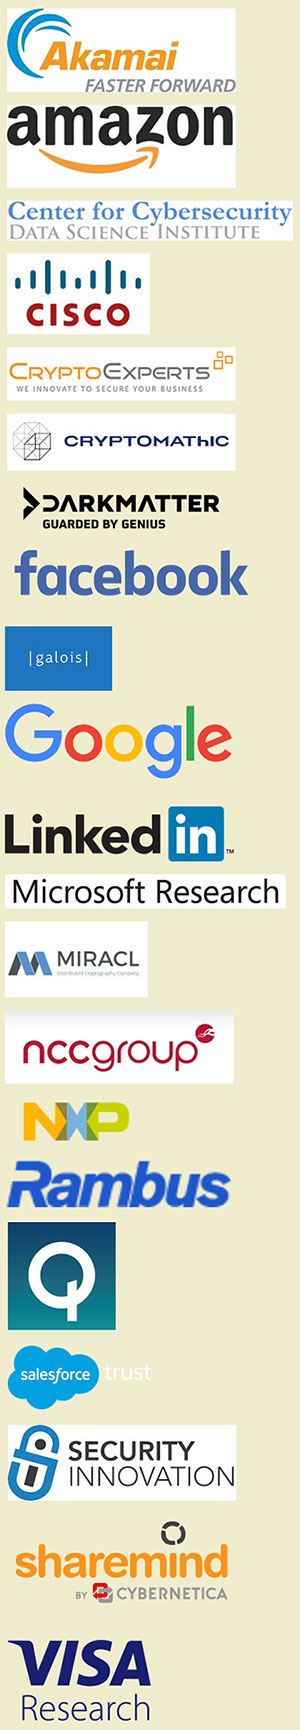 Akamai
FASTER FORWARD
amazon
Center for Cybersecurity
DATA SCIENCE INSTITUTE
CISCO
CRYPTOEXPERTS
WE INNOVATE TO SECURE YOUR BUSINESS
CRYPTOMATHIC
DARKMATTER
GUARDED BY GENIUS
facebook
|galois|
Google
Linked in ™
Microsoft Research
MIRACL
Distributed Cryptography Company
nccgroup
NXP
Rambus
Q
salesforce trust
SECURITY
INNOVATION
sharemind
BY CYBERNETICA
VISA
Research